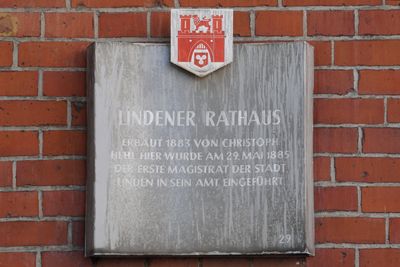 LINDENER RATHAUS
ERBAUT 1883 VON CHRISTOPH
HEHL HIER WURDE AM 29. MAI 1885
DER ERSTE MAGISTRAT DER STADT
LINDEN IN SEIN AMT EINGEFÜHRT
29